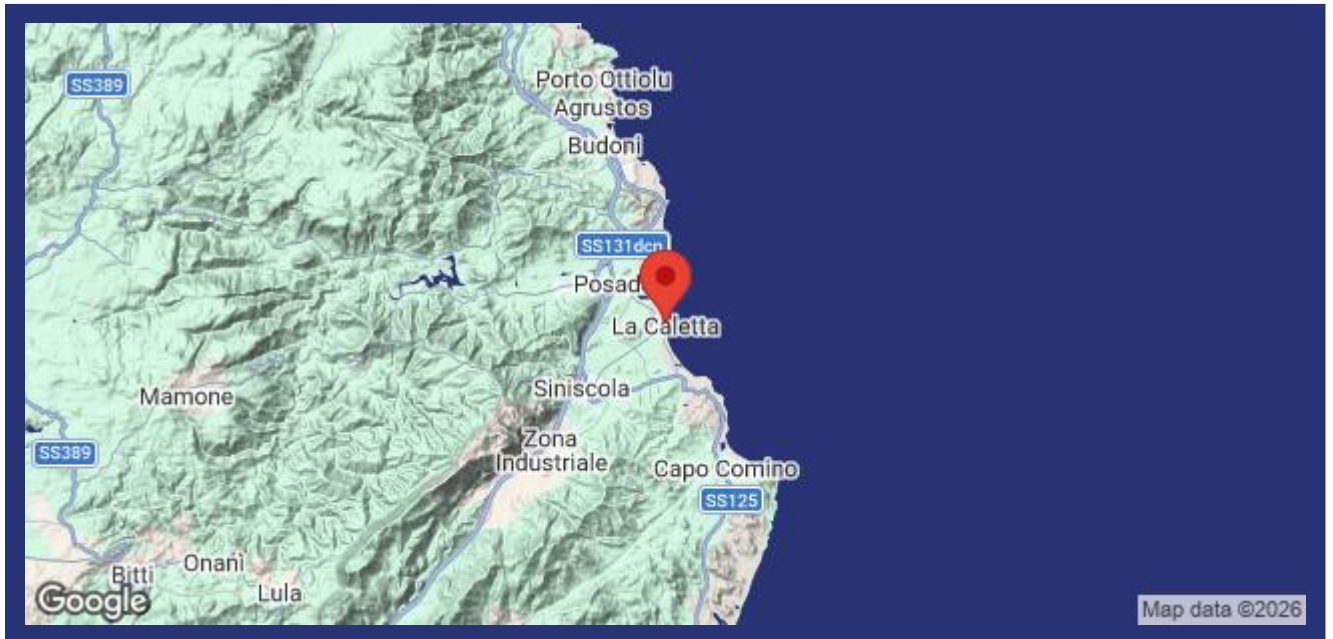 SS389
Porto Ottiolu
Agrustos
Budoni
SS131dcn
Posad
La Caletta
Siniscola
Mamone
Zona
Industriale
SS389
Capo Comino
SS125
Onanì
Bitti
Lula
Google
Map data ©2026